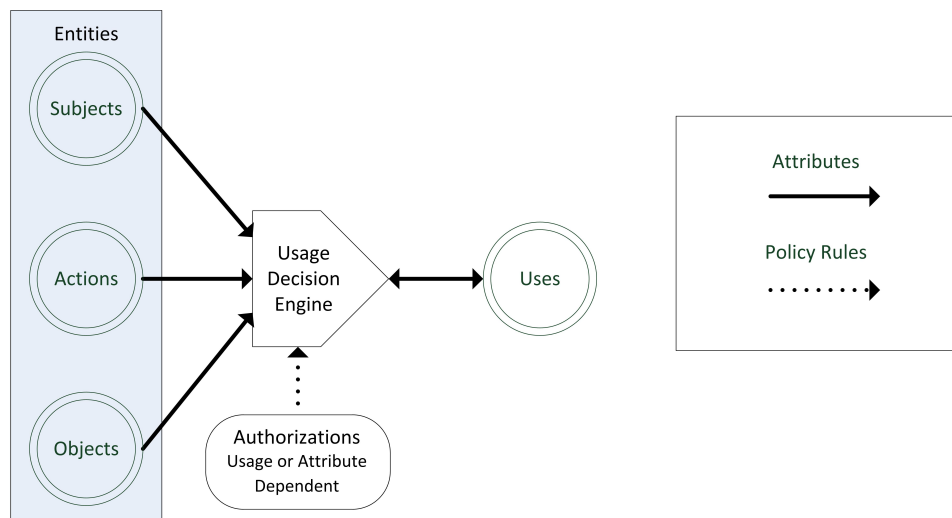 Entities
Subjects
Actions
Objects
Usage
Decision
Engine
Uses
Authorizations
Usage or Attribute
Dependent
Attributes
Policy Rules